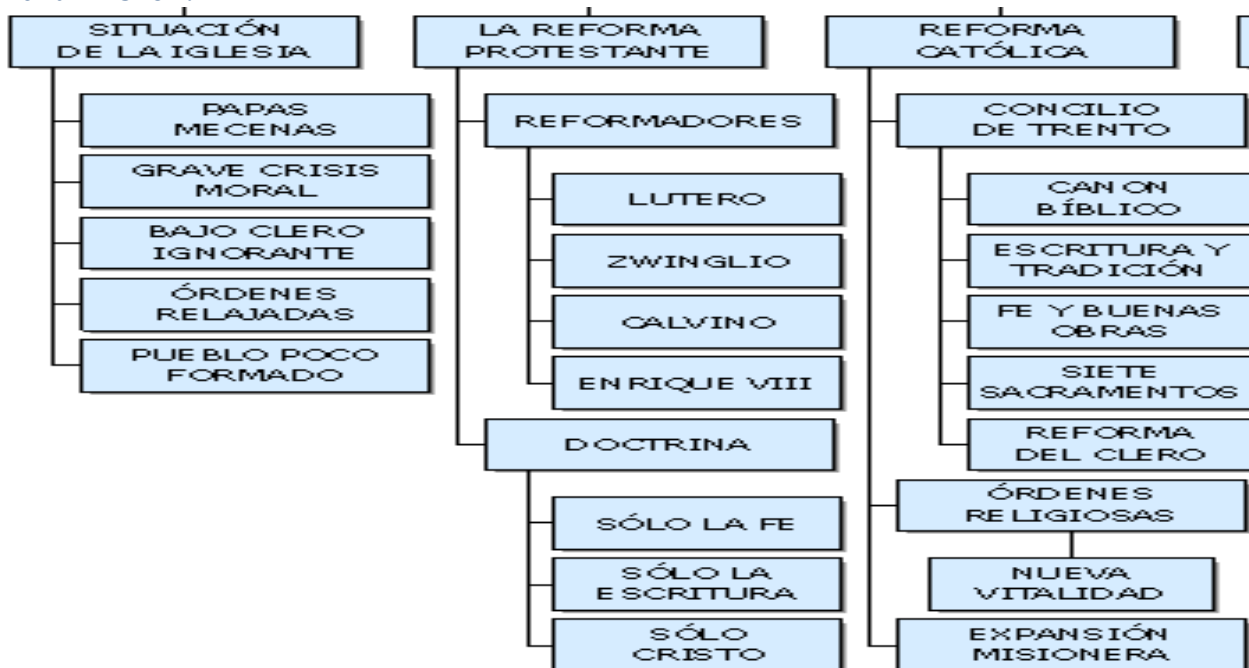 SITUACIÓN
DE LA IGLESIA
PAPAS
MECENAS
GRAVE CRISIS
MORAL
BAJO CLERO
IGNORANTE
ÓRDENES
RELAJADAS
PUEBLO POCO
FORMADO
LA REFORMA
PROTESTANTE
REFORMADORES
LUTERO
ZWINGLIO
CALVINO
ENRIQUE VIII
DOCTRINA
SÓLO LA FE
SÓLO LA
ESCRITURA
SÓLO
CRISTO
REFORMA
CATÓLICA
CONCILIO
DE TRENTO
CANON
BÍBLICO
ESCRITURA Y
TRADICIÓN
FE Y BUENAS
OBRAS
SIETE
SACRAMENTOS
REFORMA
DEL CLERO
ÓRDENES
RELIGIOSAS
NUEVA
VITALIDAD
EXPANSIÓN
MISIONERA